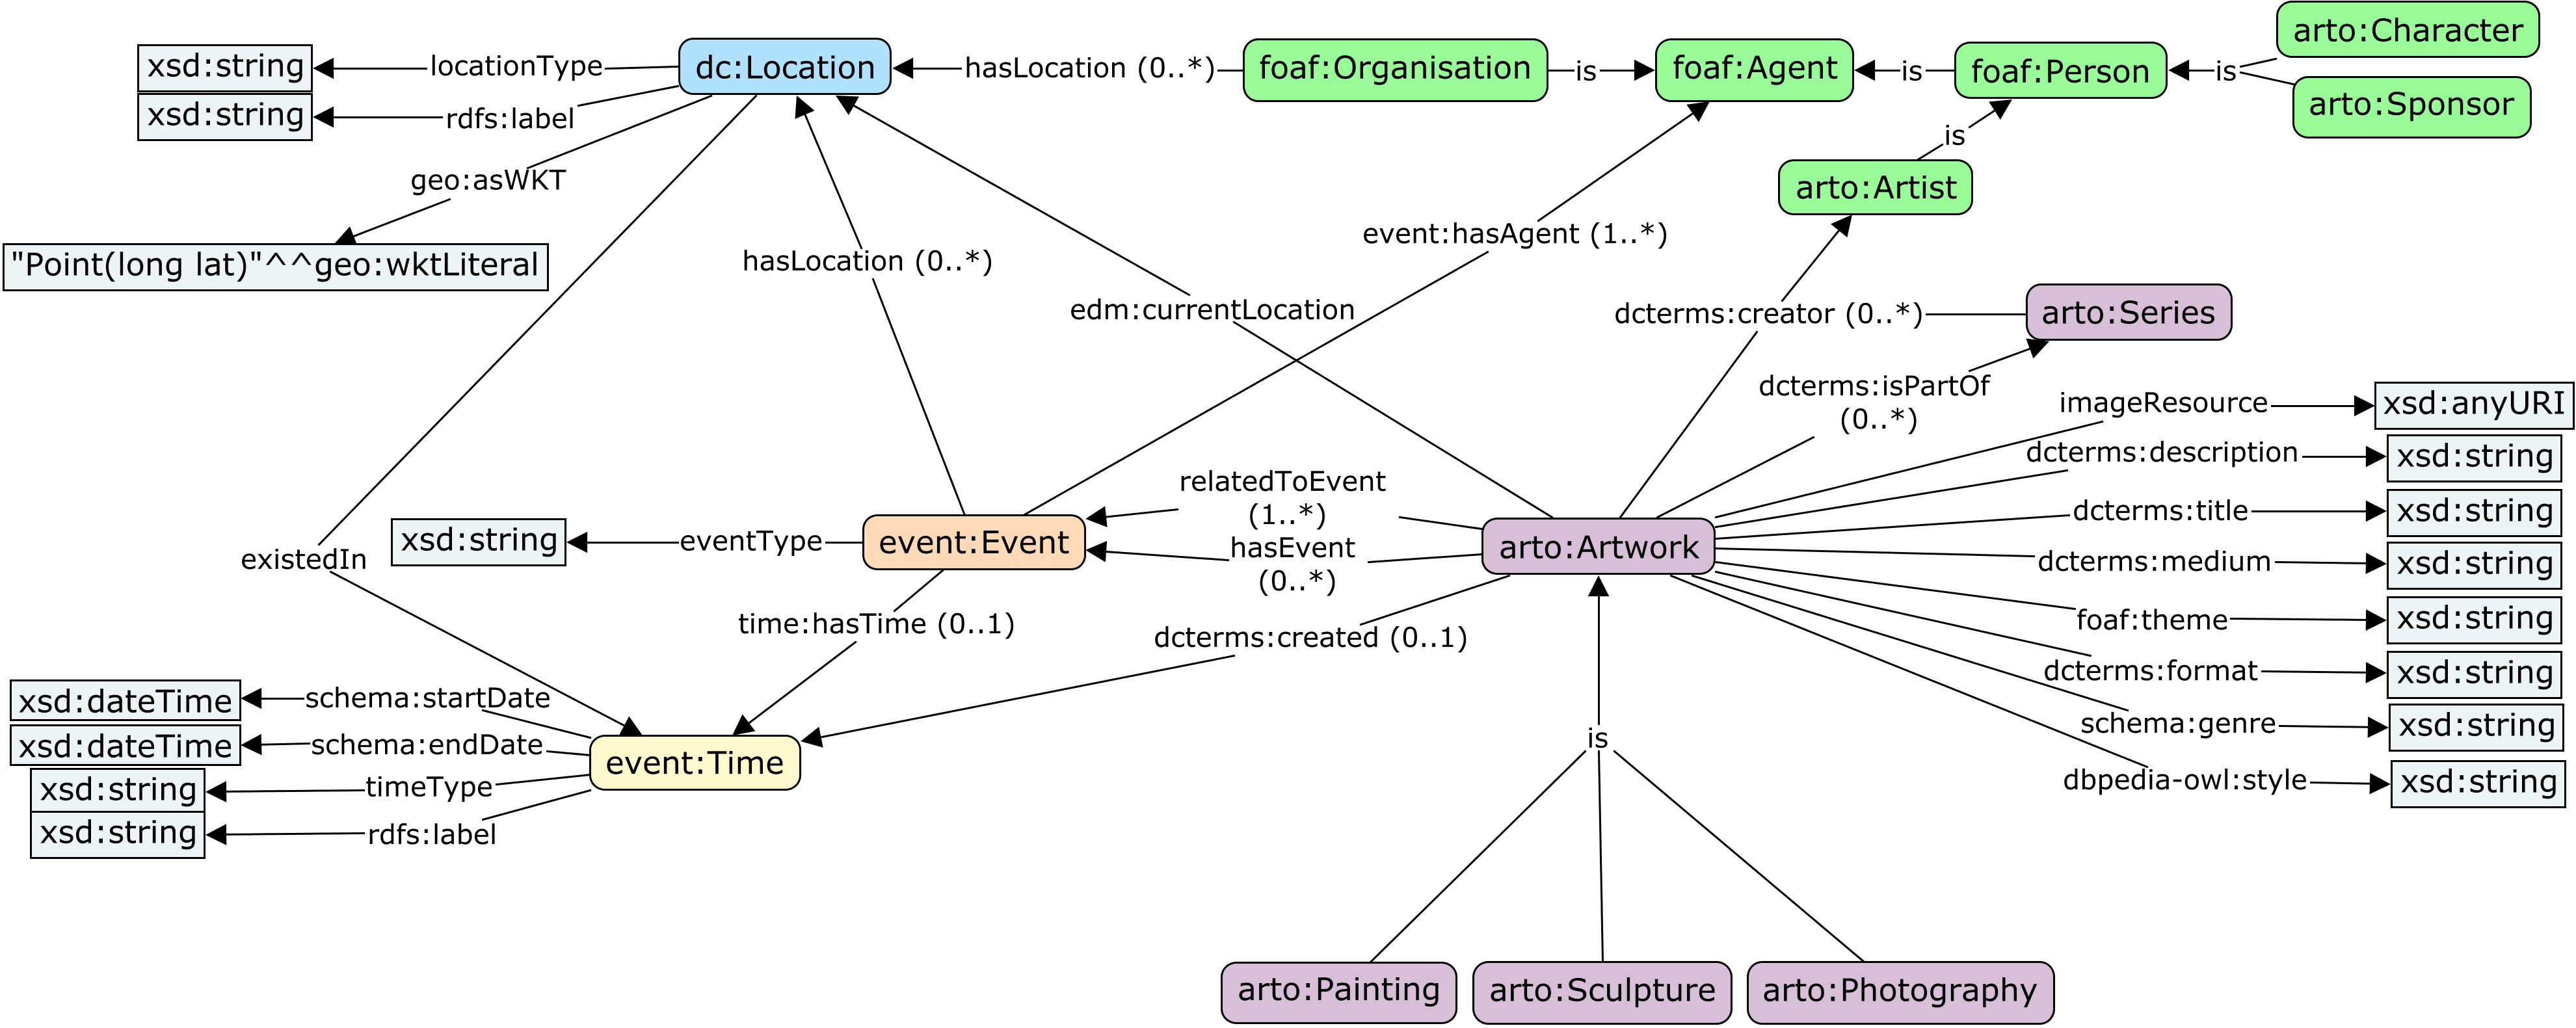 arto:Character
xsd:string
locationType
dc:Location
hasLocation (0..*)
foaf:Organisation
is
foaf:Agent
is
foaf:Person
is
arto:Sponsor
xsd:string
rdfs:label
is
geo:asWKT
arto:Artist
"Point(long lat)"^^geo:wktLiteral
hasLocation (0..*)
event:hasAgent (1..*)
edm:currentLocation
dcterms:creator (0..*)
arto:Series
dcterms:isPartOf
(0..*)
imageResource
xsd:anyURI
dcterms:description
xsd:string
relatedToEvent
(1..*)
dcterms:title
xsd:string
existedIn
xsd:string
eventType
event:Event
hasEvent
(0..*)
arto:Artwork
dcterms:medium
xsd:string
time:hasTime (0..1)
dcterms:created (0..1)
foaf:theme
xsd:string
dcterms:format
xsd:string
xsd:dateTime
schema:startDate
schema:genre
xsd:string
xsd:dateTime
schema:endDate
event:Time
is
dbpedia-owl:style
xsd:string
xsd:string
timeType
xsd:string
rdfs:label
arto:Painting
arto:Sculpture
arto:Photography